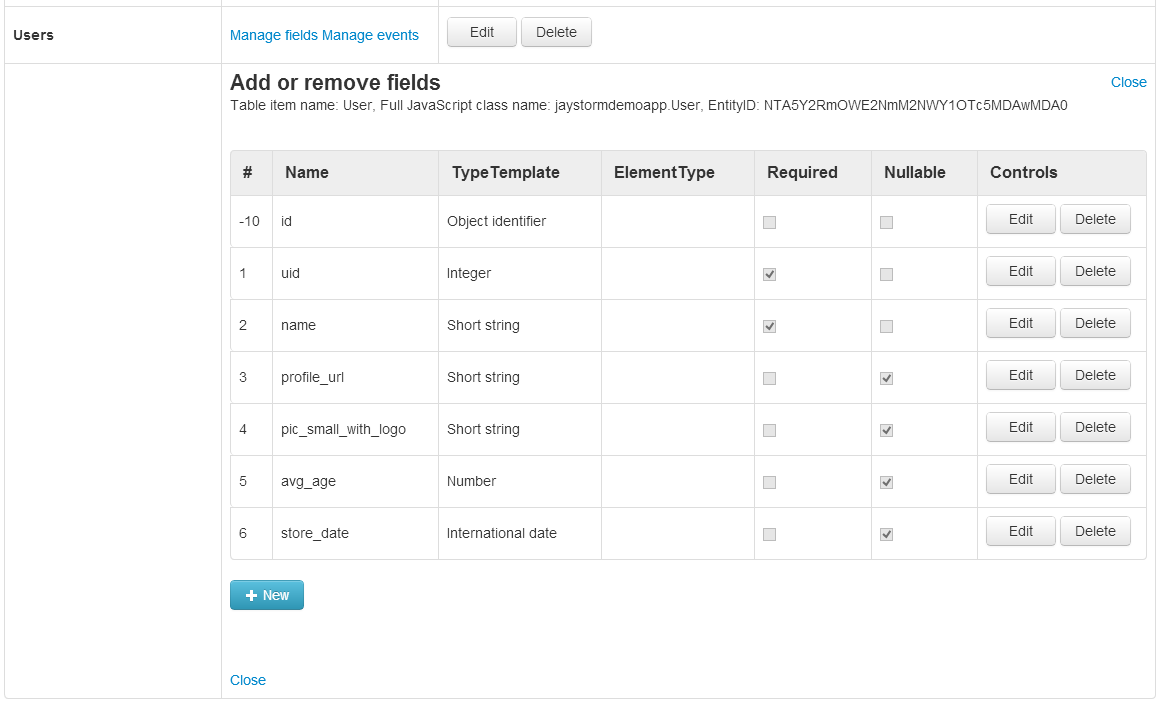 Users Manage fields Manage events Edit Delete
Add or remove fields Close
Table item name: User, Full JavaScript class name: jaystormdemoapp.User, EntityID: NTA5Y2RmOWE2NmM2NWY1OTc5MDAwMDA0
# Name TypeTemplate ElementType Required Nullable Controls
-10 id Object identifier Edit Delete
1 uid Integer Edit Delete
2 name Short string Edit Delete
3 profile_url Short string Edit Delete
4 pic_small_with_logo Short string Edit Delete
5 avg_age Number Edit Delete
6 store_date International date Edit Delete
+ New
Close